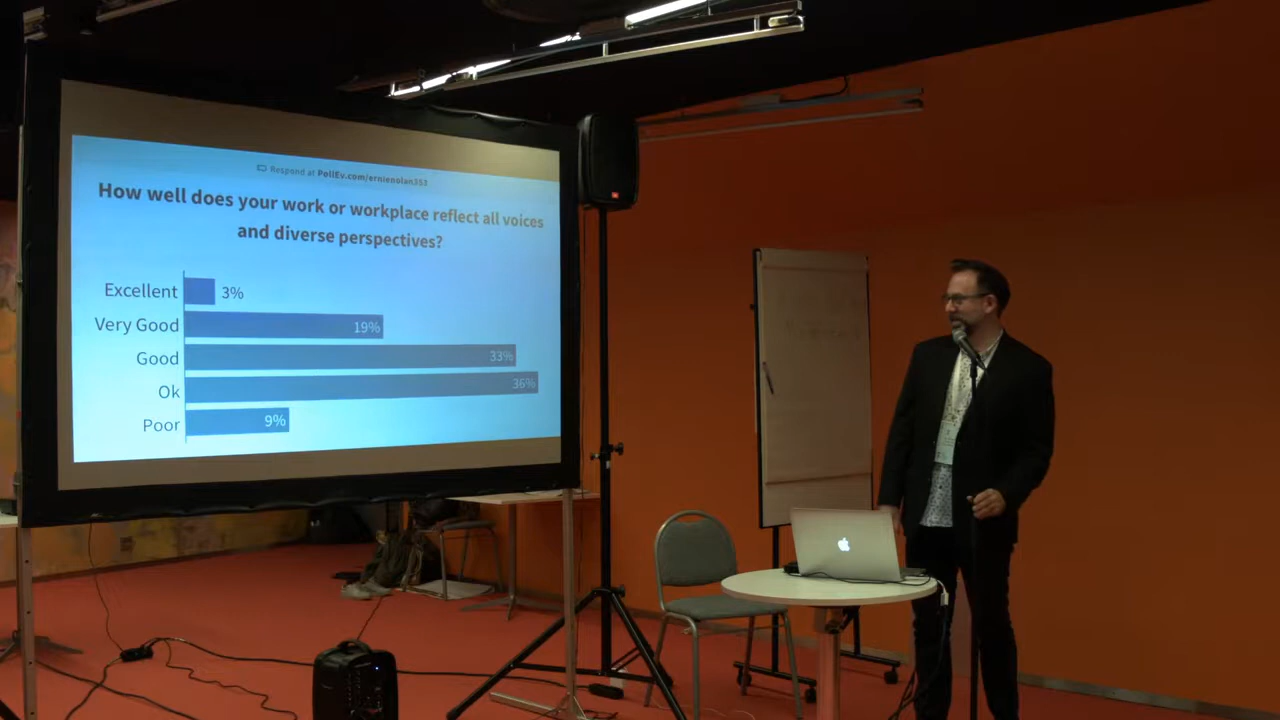 Respond at PollEv.com/ernienolan553
How well does your work or workplace reflect all voices
and diverse perspectives?
Excellent 3%
Very Good 19%
Good 33%
Ok 36%
Poor 9%